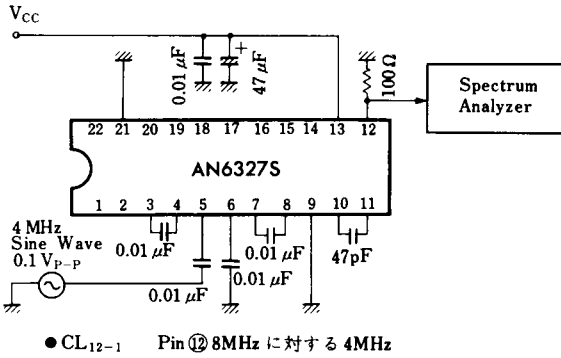 VCC
0.01 μF
+
47 μF
100Ω
Spectrum
Analyzer
22 21 20 19 18 17 16 15 14 13 12
AN6327S
1 2 3 4 5 6 7 8 9 10 11
4 MHz
Sine Wave
0.1 VP-P
0.01 μF
0.01 μF
0.01 μF
0.01 μF
47pF
● CL12-1 Pin ⑫ 8MHz に対する 4MHz